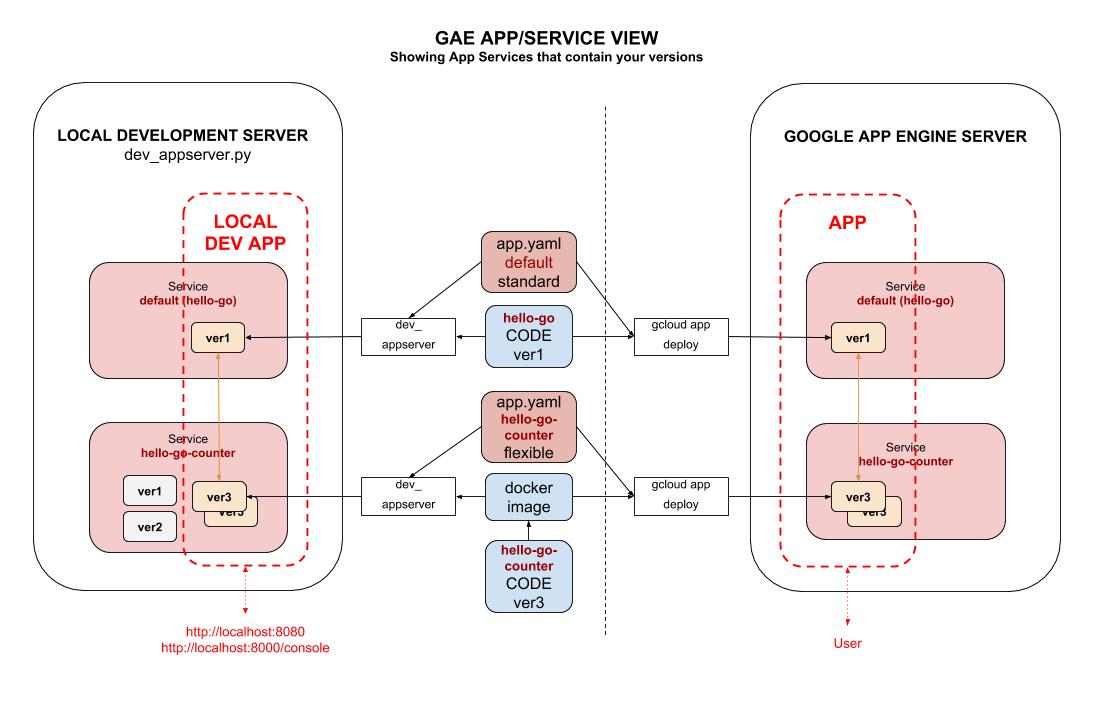 GAE APP/SERVICE VIEW
Showing App Services that contain your versions
LOCAL DEVELOPMENT SERVER
dev_appserver.py
LOCAL
DEV APP
Service
default (hello-go)
ver1
Service
hello-go-counter
ver1
ver2
ver3
ver3
http://localhost:8080
http://localhost:8000/console
app.yaml
default
standard
hello-go
CODE
ver1
dev_
appserver
gcloud app
deploy
app.yaml
hello-go-
counter
flexible
docker
image
hello-go-
counter
CODE
ver3
dev_
appserver
gcloud app
deploy
GOOGLE APP ENGINE SERVER
APP
Service
default (hello-go)
ver1
Service
hello-go-counter
ver3
ver3
User